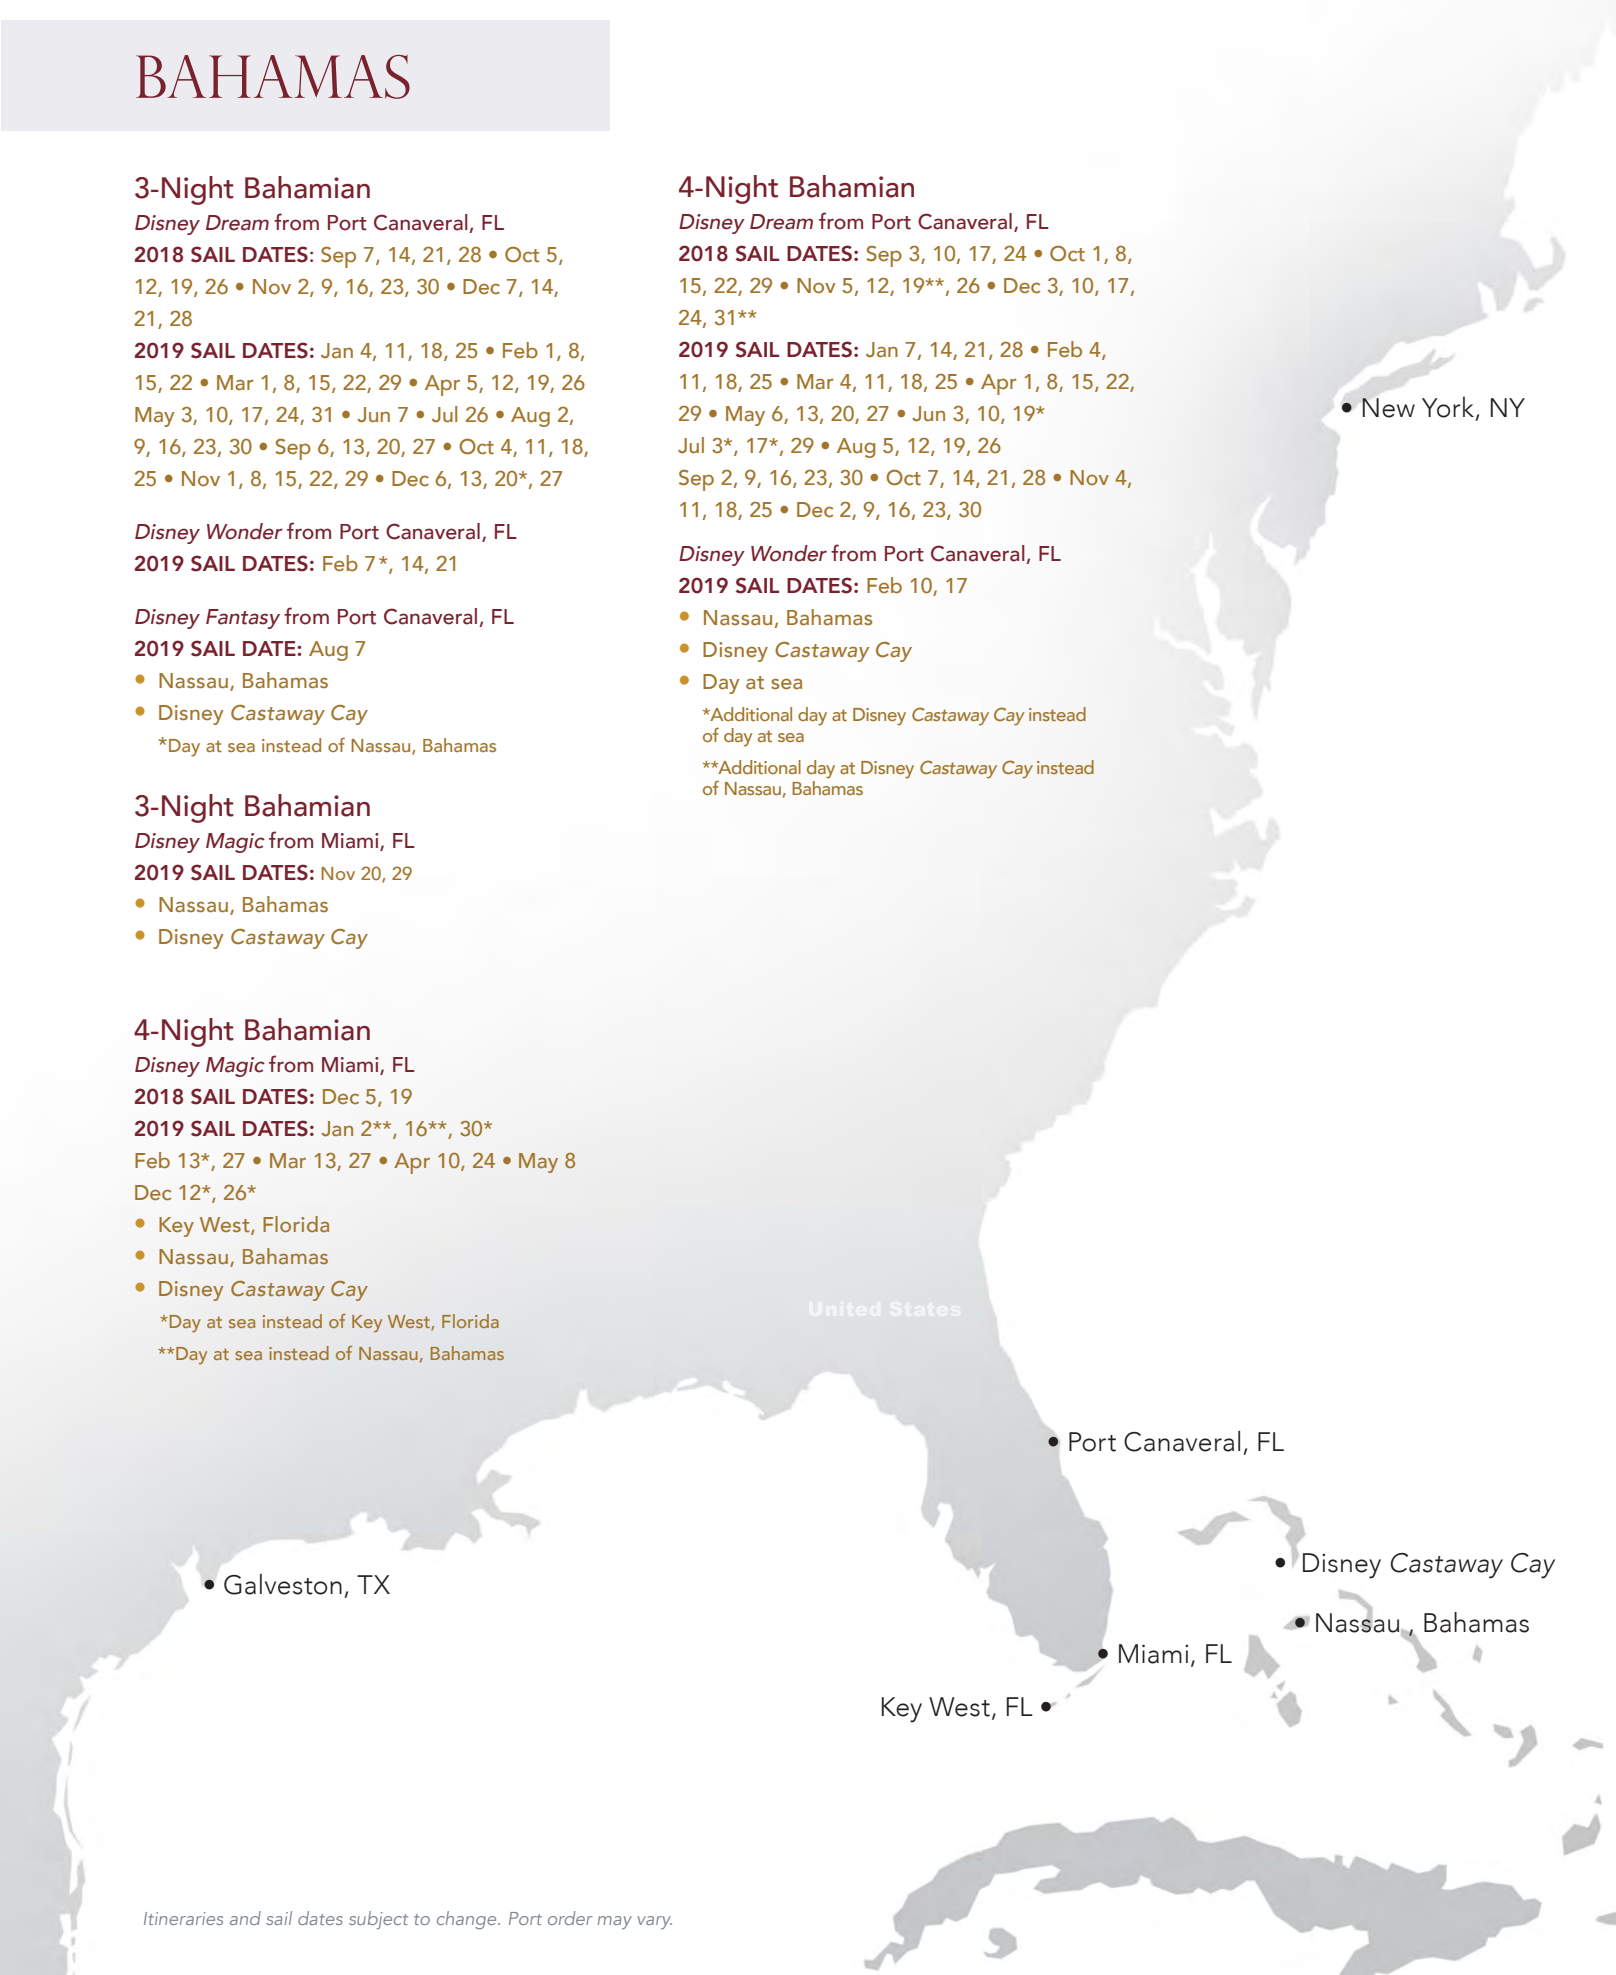 BAHAMAS
3-Night Bahamian
Disney Dream from Port Canaveral, FL
2018 SAIL DATES: Sep 7, 14, 21, 28 • Oct 5,
12, 19, 26 • Nov 2, 9, 16, 23, 30 • Dec 7, 14,
21, 28
2019 SAIL DATES: Jan 4, 11, 18, 25 • Feb 1, 8,
15, 22 • Mar 1, 8, 15, 22, 29 • Apr 5, 12, 19, 26
May 3, 10, 17, 24, 31 • Jun 7 • Jul 26 • Aug 2,
9, 16, 23, 30 • Sep 6, 13, 20, 27 • Oct 4, 11, 18,
25 • Nov 1, 8, 15, 22, 29 • Dec 6, 13, 20*, 27
Disney Wonder from Port Canaveral, FL
2019 SAIL DATES: Feb 7*, 14, 21
Disney Fantasy from Port Canaveral, FL
2019 SAIL DATE: Aug 7
• Nassau, Bahamas
• Disney Castaway Cay
*Day at sea instead of Nassau, Bahamas
3-Night Bahamian
Disney Magic from Miami, FL
2019 SAIL DATES: Nov 20, 29
• Nassau, Bahamas
• Disney Castaway Cay
4-Night Bahamian
Disney Magic from Miami, FL
2018 SAIL DATES: Dec 5, 19
2019 SAIL DATES: Jan 2**, 16**, 30*
Feb 13*, 27 • Mar 13, 27 • Apr 10, 24 • May 8
Dec 12*, 26*
• Key West, Florida
• Nassau, Bahamas
• Disney Castaway Cay
*Day at sea instead of Key West, Florida
**Day at sea instead of Nassau, Bahamas
4-Night Bahamian
Disney Dream from Port Canaveral, FL
2018 SAIL DATES: Sep 3, 10, 17, 24 • Oct 1, 8,
15, 22, 29 • Nov 5, 12, 19**, 26 • Dec 3, 10, 17,
24, 31**
2019 SAIL DATES: Jan 7, 14, 21, 28 • Feb 4,
11, 18, 25 • Mar 4, 11, 18, 25 • Apr 1, 8, 15, 22,
29 • May 6, 13, 20, 27 • Jun 3, 10, 19*
Jul 3*, 17*, 29 • Aug 5, 12, 19, 26
Sep 2, 9, 16, 23, 30 • Oct 7, 14, 21, 28 • Nov 4,
11, 18, 25 • Dec 2, 9, 16, 23, 30
Disney Wonder from Port Canaveral, FL
2019 SAIL DATES: Feb 10, 17
• Nassau, Bahamas
• Disney Castaway Cay
• Day at sea
*Additional day at Disney Castaway Cay instead
of day at sea
**Additional day at Disney Castaway Cay instead
of Nassau, Bahamas
• New York, NY
United States
• Port Canaveral, FL
• Disney Castaway Cay
• Galveston, TX
• Nassau , Bahamas
• Miami, FL
Key West, FL •
Itineraries and sail dates subject to change. Port order may vary.